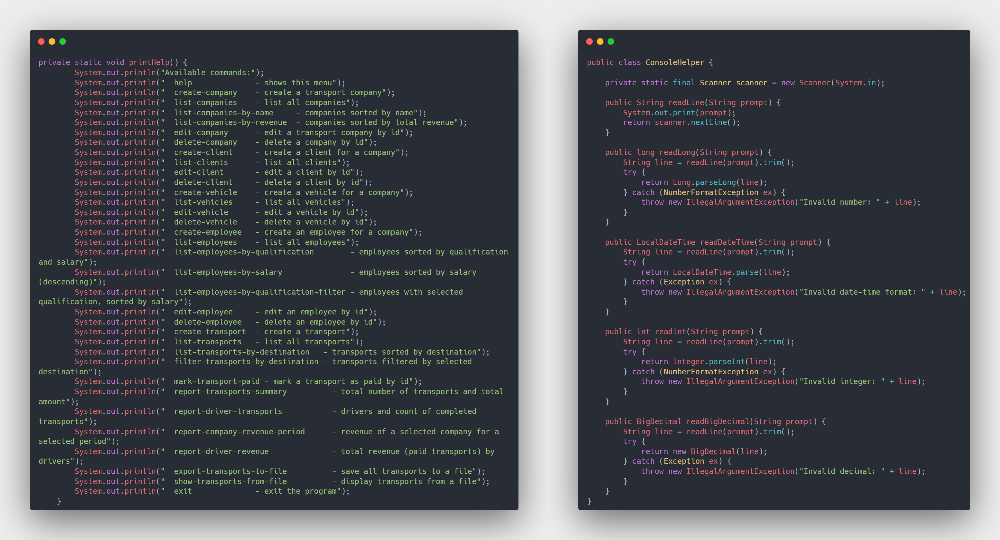 private static void printHelp() {
        System.out.println("Available commands:");
        System.out.println("  help              - shows this menu");
        System.out.println("  create-company    - create a transport company");
        System.out.println("  list-companies    - list all companies");
        System.out.println("  list-companies-by-name     - companies sorted by name");
        System.out.println("  list-companies-by-revenue  - companies sorted by total revenue");
        System.out.println("  edit-company      - edit a transport company by id");
        System.out.println("  delete-company    - delete a company by id");
        System.out.println("  create-client     - create a client for a company");
        System.out.println("  list-clients      - list all clients");
        System.out.println("  edit-client       - edit a client by id");
        System.out.println("  delete-client     - delete a client by id");
        System.out.println("  create-vehicle    - create a vehicle for a company");
        System.out.println("  list-vehicles     - list all vehicles");
        System.out.println("  edit-vehicle      - edit a vehicle by id");
        System.out.println("  delete-vehicle    - delete a vehicle by id");
        System.out.println("  create-employee   - create an employee for a company");
        System.out.println("  list-employees    - list all employees");
        System.out.println("  list-employees-by-qualification        - employees sorted by qualification
and salary");
        System.out.println("  list-employees-by-salary               - employees sorted by salary
(descending)");
        System.out.println("  list-employees-by-qualification-filter - employees with selected
qualification, sorted by salary");
        System.out.println("  edit-employee     - edit an employee by id");
        System.out.println("  delete-employee   - delete an employee by id");
        System.out.println("  create-transport  - create a transport");
        System.out.println("  list-transports   - list all transports");
        System.out.println("  list-transports-by-destination   - transports sorted by destination");
        System.out.println("  filter-transports-by-destination - transports filtered by selected
destination");
        System.out.println("  mark-transport-paid - mark a transport as paid by id");
        System.out.println("  report-transports-summary          - total number of transports and total
amount");
        System.out.println("  report-driver-transports           - drivers and count of completed
transports");
        System.out.println("  report-company-revenue-period      - revenue of a selected company for a
selected period");
        System.out.println("  report-driver-revenue              - total revenue (paid transports) by
drivers");
        System.out.println("  export-transports-to-file          - save all transports to a file");
        System.out.println("  show-transports-from-file          - display transports from a file");
        System.out.println("  exit              - exit the program");
    }
public class ConsoleHelper {
    private static final Scanner scanner = new Scanner(System.in);
    public String readLine(String prompt) {
        System.out.print(prompt);
        return scanner.nextLine();
    }
    public long readLong(String prompt) {
        String line = readLine(prompt).trim();
        try {
            return Long.parseLong(line);
        } catch (NumberFormatException ex) {
            throw new IllegalArgumentException("Invalid number: " + line);
        }
    }
    public LocalDateTime readDateTime(String prompt) {
        String line = readLine(prompt).trim();
        try {
            return LocalDateTime.parse(line);
        } catch (Exception ex) {
            throw new IllegalArgumentException("Invalid date-time format: " + line);
        }
    }
    public int readInt(String prompt) {
        String line = readLine(prompt).trim();
        try {
            return Integer.parseInt(line);
        } catch (NumberFormatException ex) {
            throw new IllegalArgumentException("Invalid integer: " + line);
        }
    }
    public BigDecimal readBigDecimal(String prompt) {
        String line = readLine(prompt).trim();
        try {
            return new BigDecimal(line);
        } catch (Exception ex) {
            throw new IllegalArgumentException("Invalid decimal: " + line);
        }
    }
}